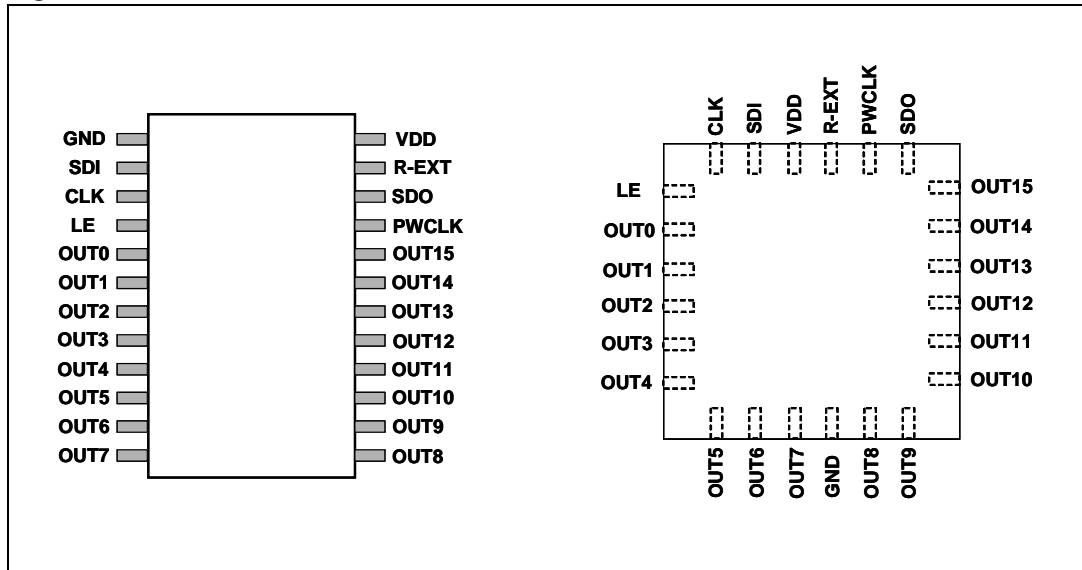 GND
SDI
CLK
LE
OUT0
OUT1
OUT2
OUT3
OUT4
OUT5
OUT6
OUT7
VDD
R-EXT
SDO
PWCLK
OUT15
OUT14
OUT13
OUT12
OUT11
OUT10
OUT9
OUT8
CLK
SDI
VDD
R-EXT
PWCLK
SDO
LE
OUT0
OUT1
OUT2
OUT3
OUT4
OUT5
OUT6
OUT7
GND
OUT8
OUT9
OUT15
OUT14
OUT13
OUT12
OUT11
OUT10